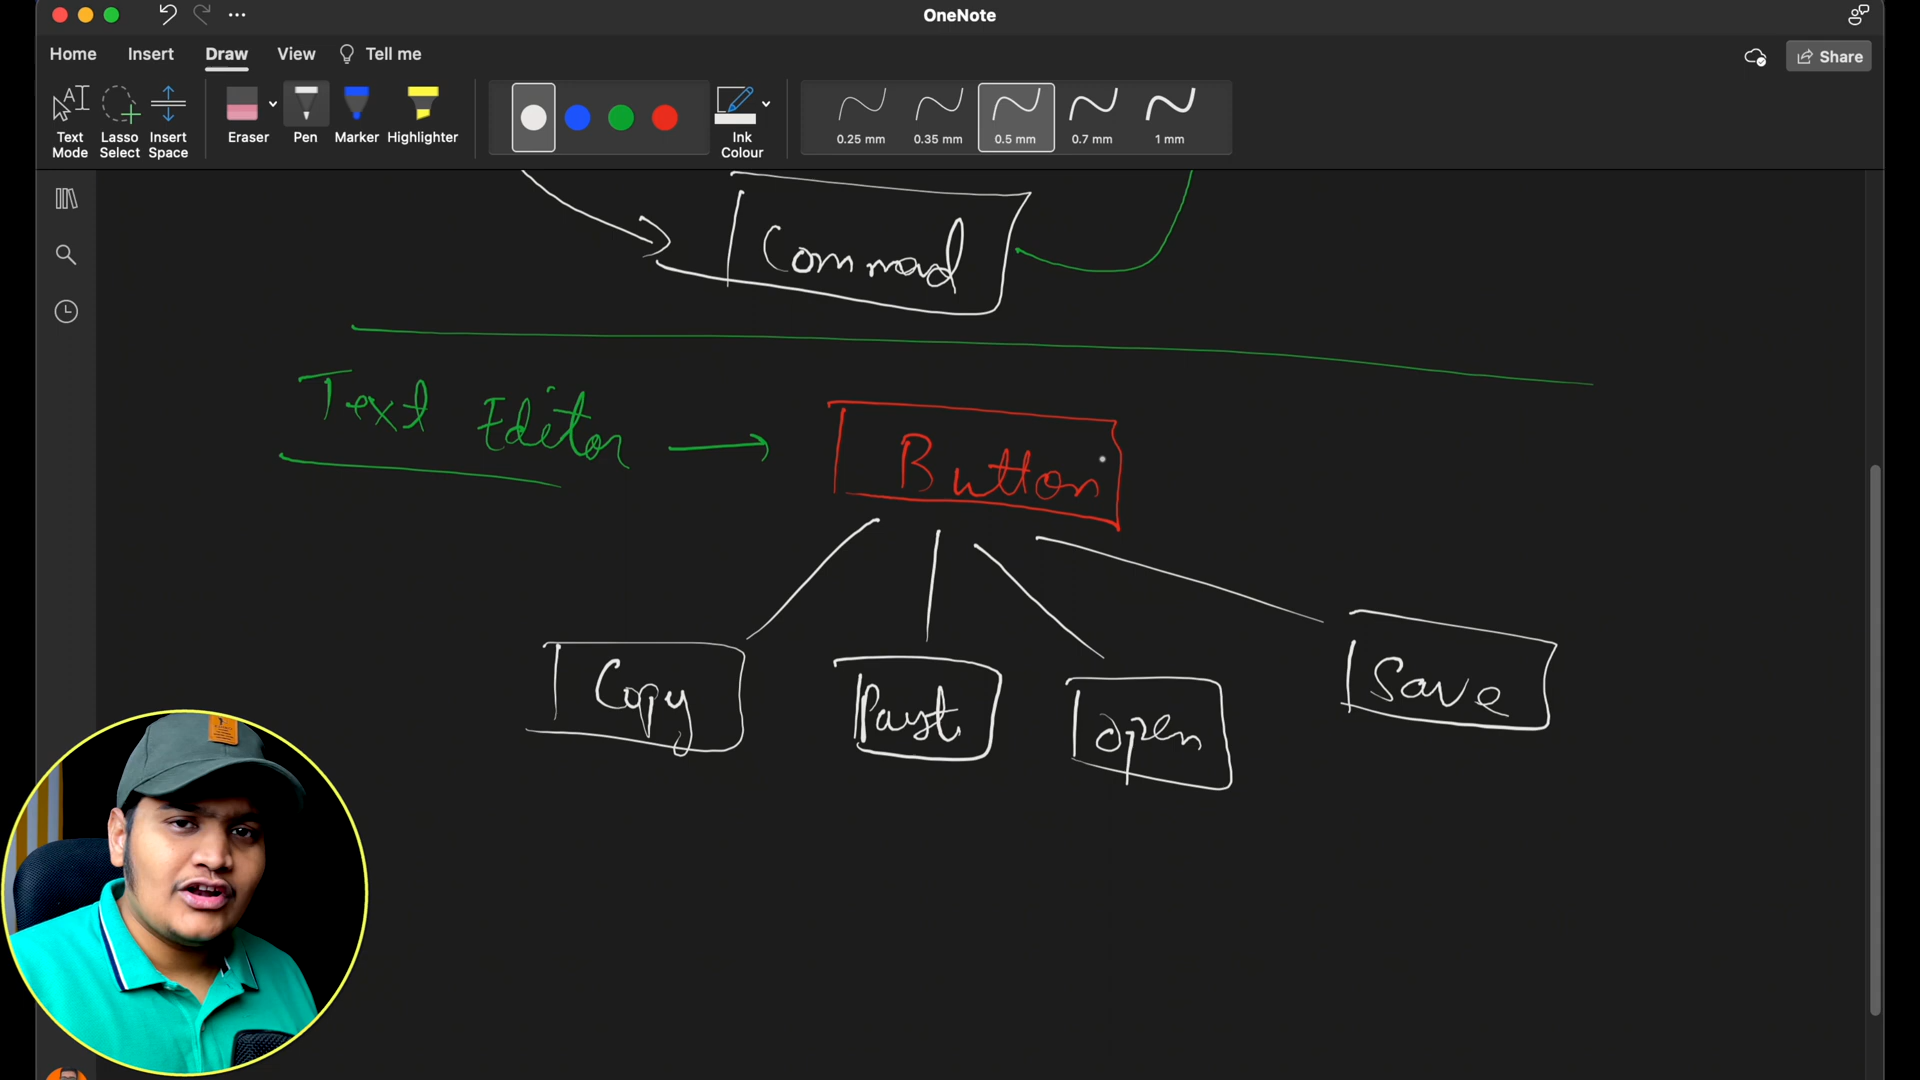 OneNote
Home Insert Draw View Tell me
Share
Text Mode
Lasso Select
Insert Space
Eraser
Pen
Marker
Highlighter
Ink Colour
0.25 mm
0.35 mm
0.5 mm
0.7 mm
1 mm
Commad
Text Editor
Button
Copy
Past
open
Save